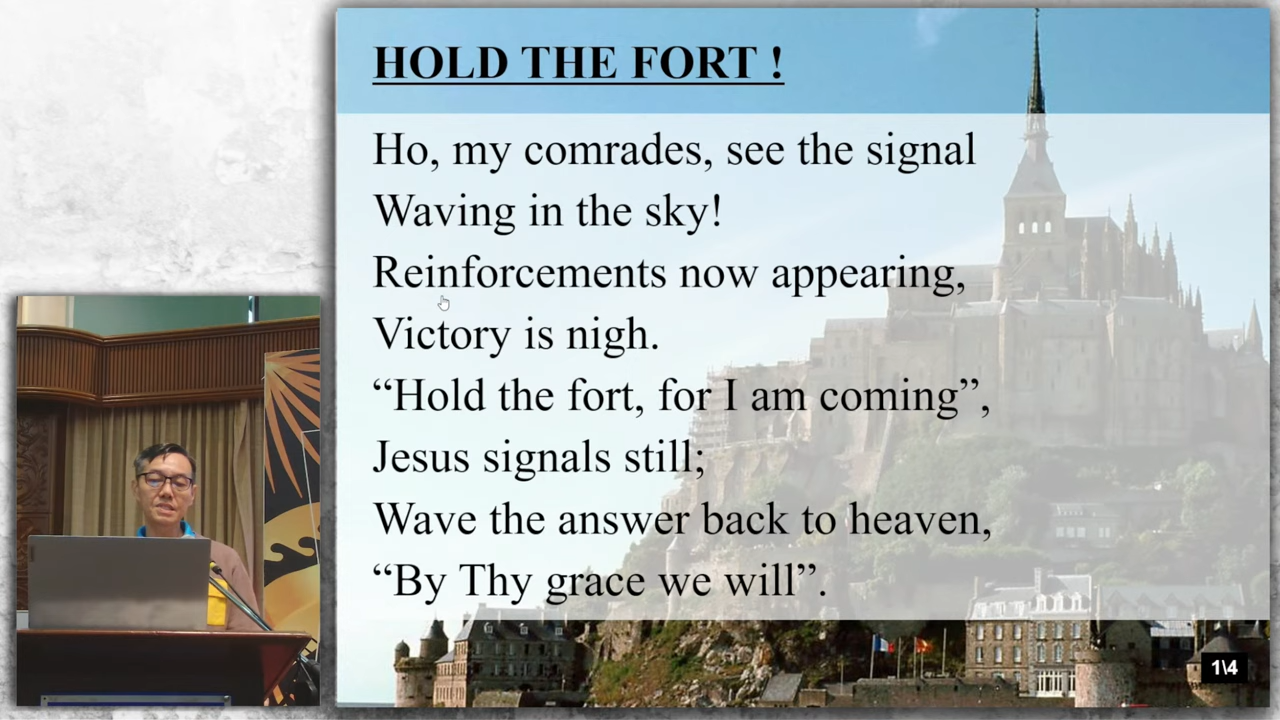 HOLD THE FORT !
Ho, my comrades, see the signal
Waving in the sky!
Reinforcements now appearing,
Victory is nigh.
“Hold the fort, for I am coming”,
Jesus signals still;
Wave the answer back to heaven,
“By Thy grace we will”.
1\4